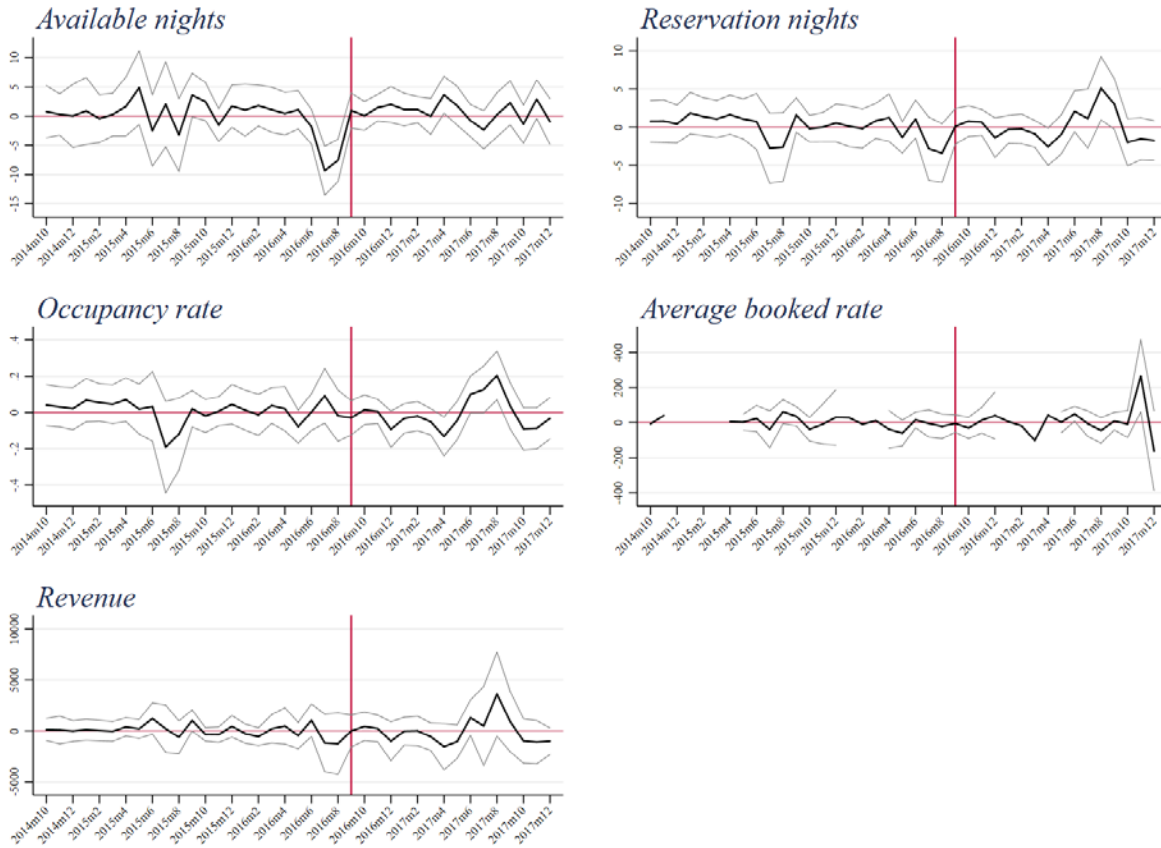 Available nights
10
5
0
-5
-10
-15
2014m10
2014m12
2015m2
2015m4
2015m6
2015m8
2015m10
2015m12
2016m2
2016m4
2016m6
2016m8
2016m10
2016m12
2017m2
2017m4
2017m6
2017m8
2017m10
2017m12
Reservation nights
10
5
0
-5
-10
2014m10
2014m12
2015m2
2015m4
2015m6
2015m8
2015m10
2015m12
2016m2
2016m4
2016m6
2016m8
2016m10
2016m12
2017m2
2017m4
2017m6
2017m8
2017m10
2017m12
Occupancy rate
.4
.2
0
-.2
-.4
2014m10
2014m12
2015m2
2015m4
2015m6
2015m8
2015m10
2015m12
2016m2
2016m4
2016m6
2016m8
2016m10
2016m12
2017m2
2017m4
2017m6
2017m8
2017m10
2017m12
Average booked rate
400
200
0
-200
-400
2014m10
2014m12
2015m2
2015m4
2015m6
2015m8
2015m10
2015m12
2016m2
2016m4
2016m6
2016m8
2016m10
2016m12
2017m2
2017m4
2017m6
2017m8
2017m10
2017m12
Revenue
10000
5000
0
-5000
2014m10
2014m12
2015m2
2015m4
2015m6
2015m8
2015m10
2015m12
2016m2
2016m4
2016m6
2016m8
2016m10
2016m12
2017m2
2017m4
2017m6
2017m8
2017m10
2017m12